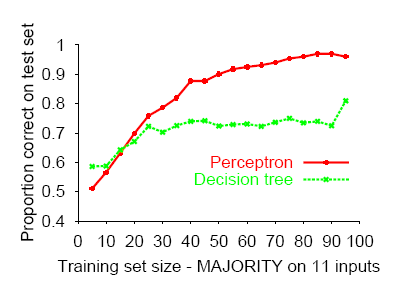 Proportion correct on test set
1
0.9
0.8
0.7
0.6
0.5
0.4
Perceptron
Decision tree
0 10 20 30 40 50 60 70 80 90 100
Training set size - MAJORITY on 11 inputs